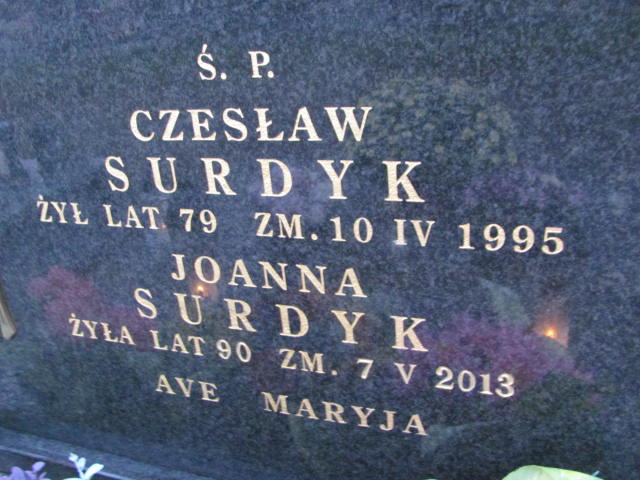 Ś. P.
CZESŁAW
SURDYK
ŻYŁ LAT 79 ZM. 10 IV 1995
JOANNA
SURDYK
ŻYŁA LAT 90 ZM. 7 V 2013
AVE MARYJA